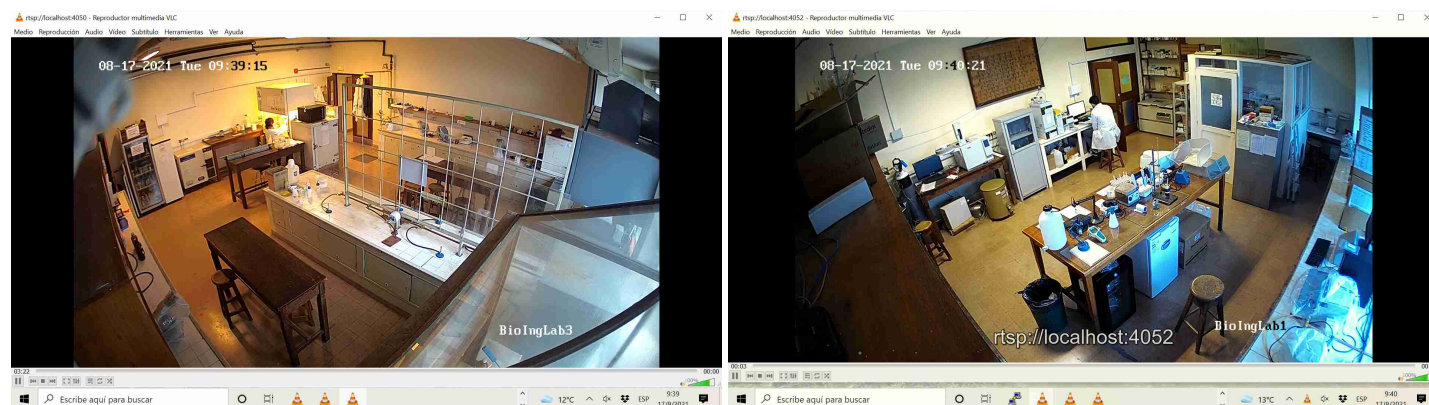 rtsp://localhost:4050 - Reproductor multimedia VLC
Medio Reproducción Audio Vídeo Subtítulo Herramientas Ver Ayuda
08-17-2021 Tue 09:39:15
BioIngLab3
03:22 00:00
100%
Escribe aquí para buscar
12°C ESP 9:39
17/8/2021
rtsp://localhost:4052 - Reproductor multimedia VLC
Medio Reproducción Audio Vídeo Subtítulo Herramientas Ver Ayuda
08-17-2021 Tue 09:40:21
BioIngLab1
rtsp://localhost:4052
00:03 00
100%
Escribe aquí para buscar
13°C ESP 9:40
17/8/2021